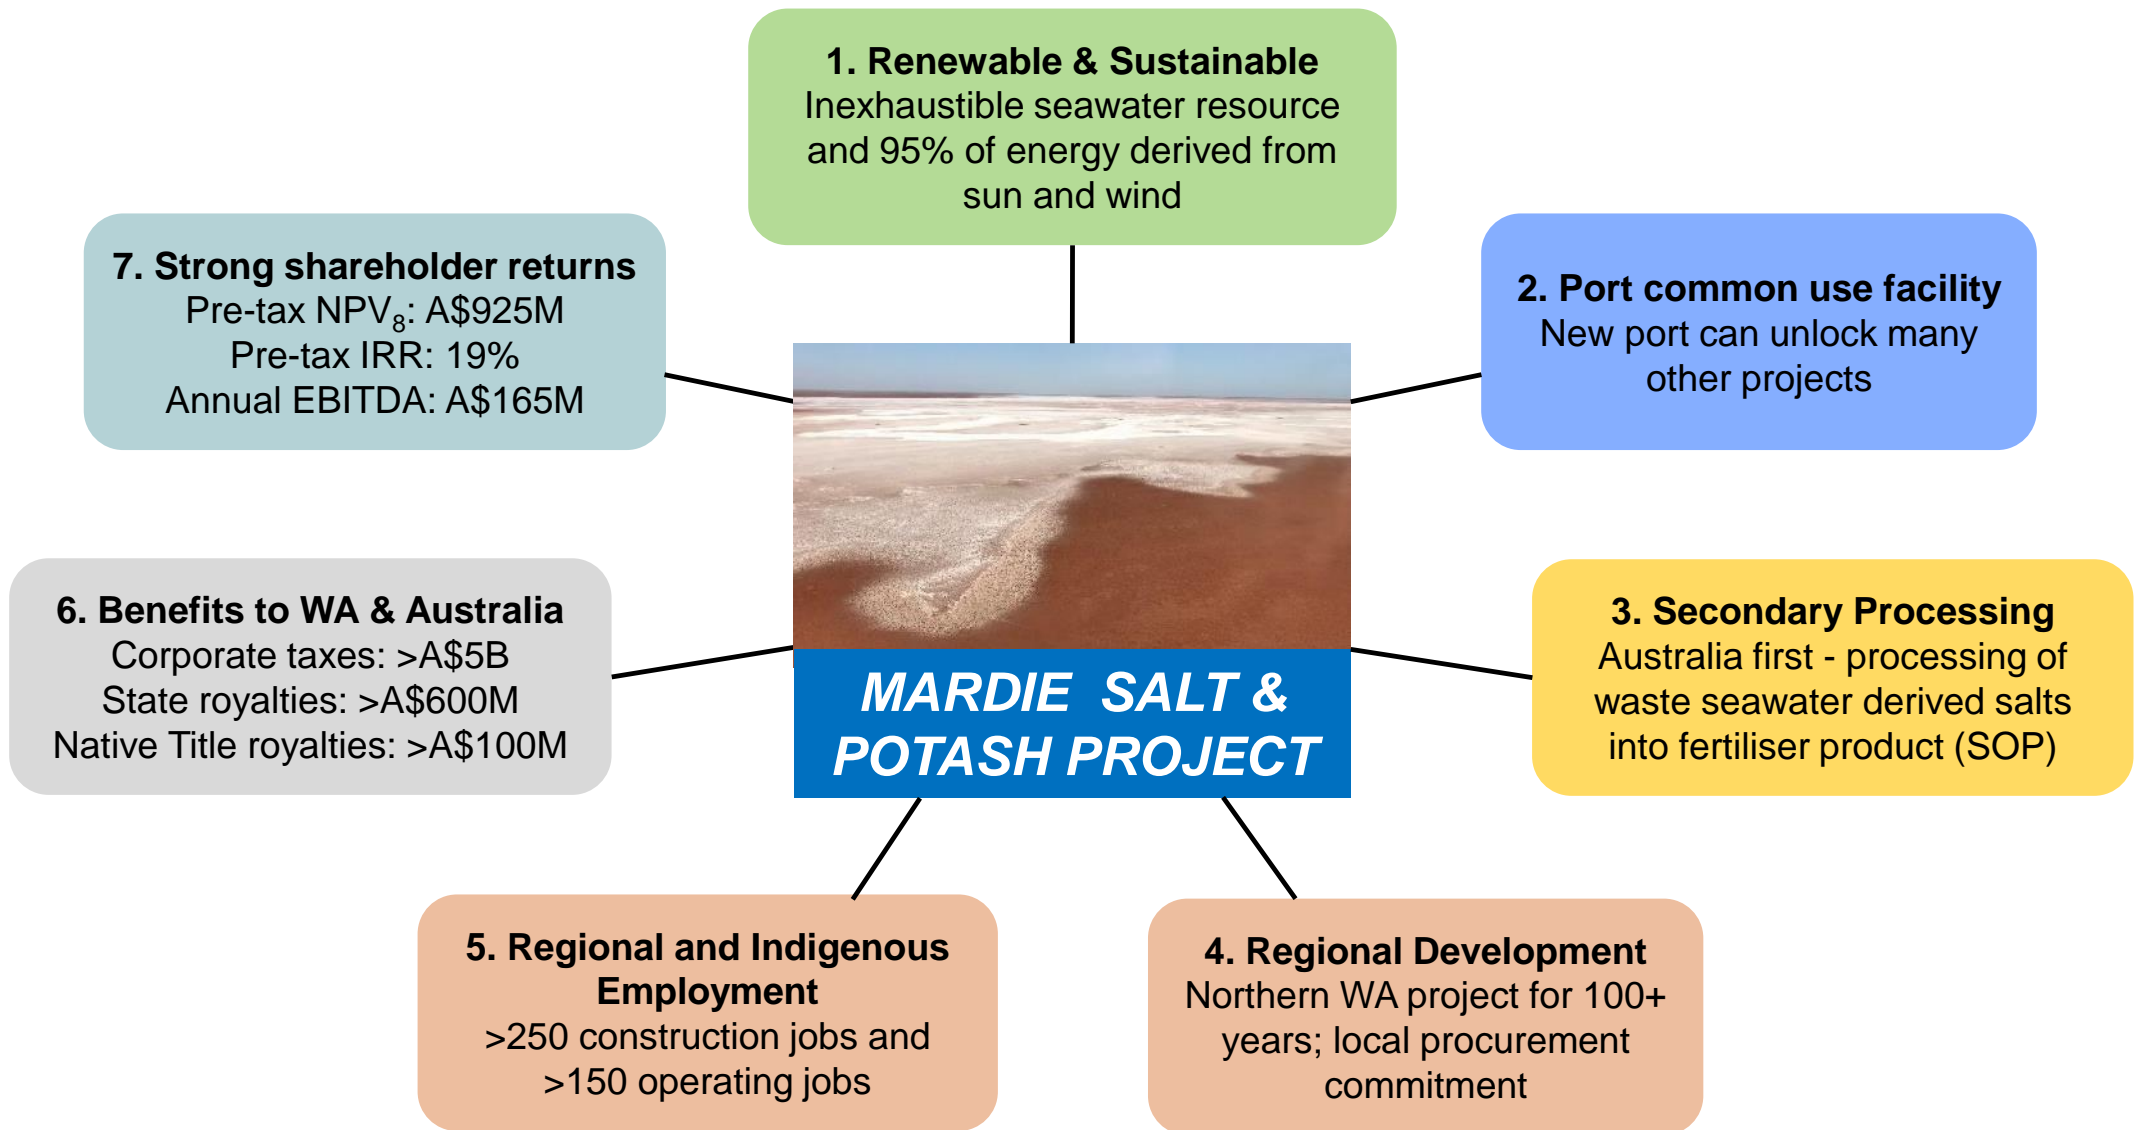 1. Renewable & Sustainable
Inexhaustible seawater resource
and 95% of energy derived from
sun and wind
2. Port common use facility
New port can unlock many
other projects
3. Secondary Processing
Australia first - processing of
waste seawater derived salts
into fertiliser product (SOP)
4. Regional Development
Northern WA project for 100+
years; local procurement
commitment
5. Regional and Indigenous
Employment
>250 construction jobs and
>150 operating jobs
6. Benefits to WA & Australia
Corporate taxes: >A$5B
State royalties: >A$600M
Native Title royalties: >A$100M
7. Strong shareholder returns
Pre-tax NPV₈: A$925M
Pre-tax IRR: 19%
Annual EBITDA: A$165M
MARDIE SALT &
POTASH PROJECT